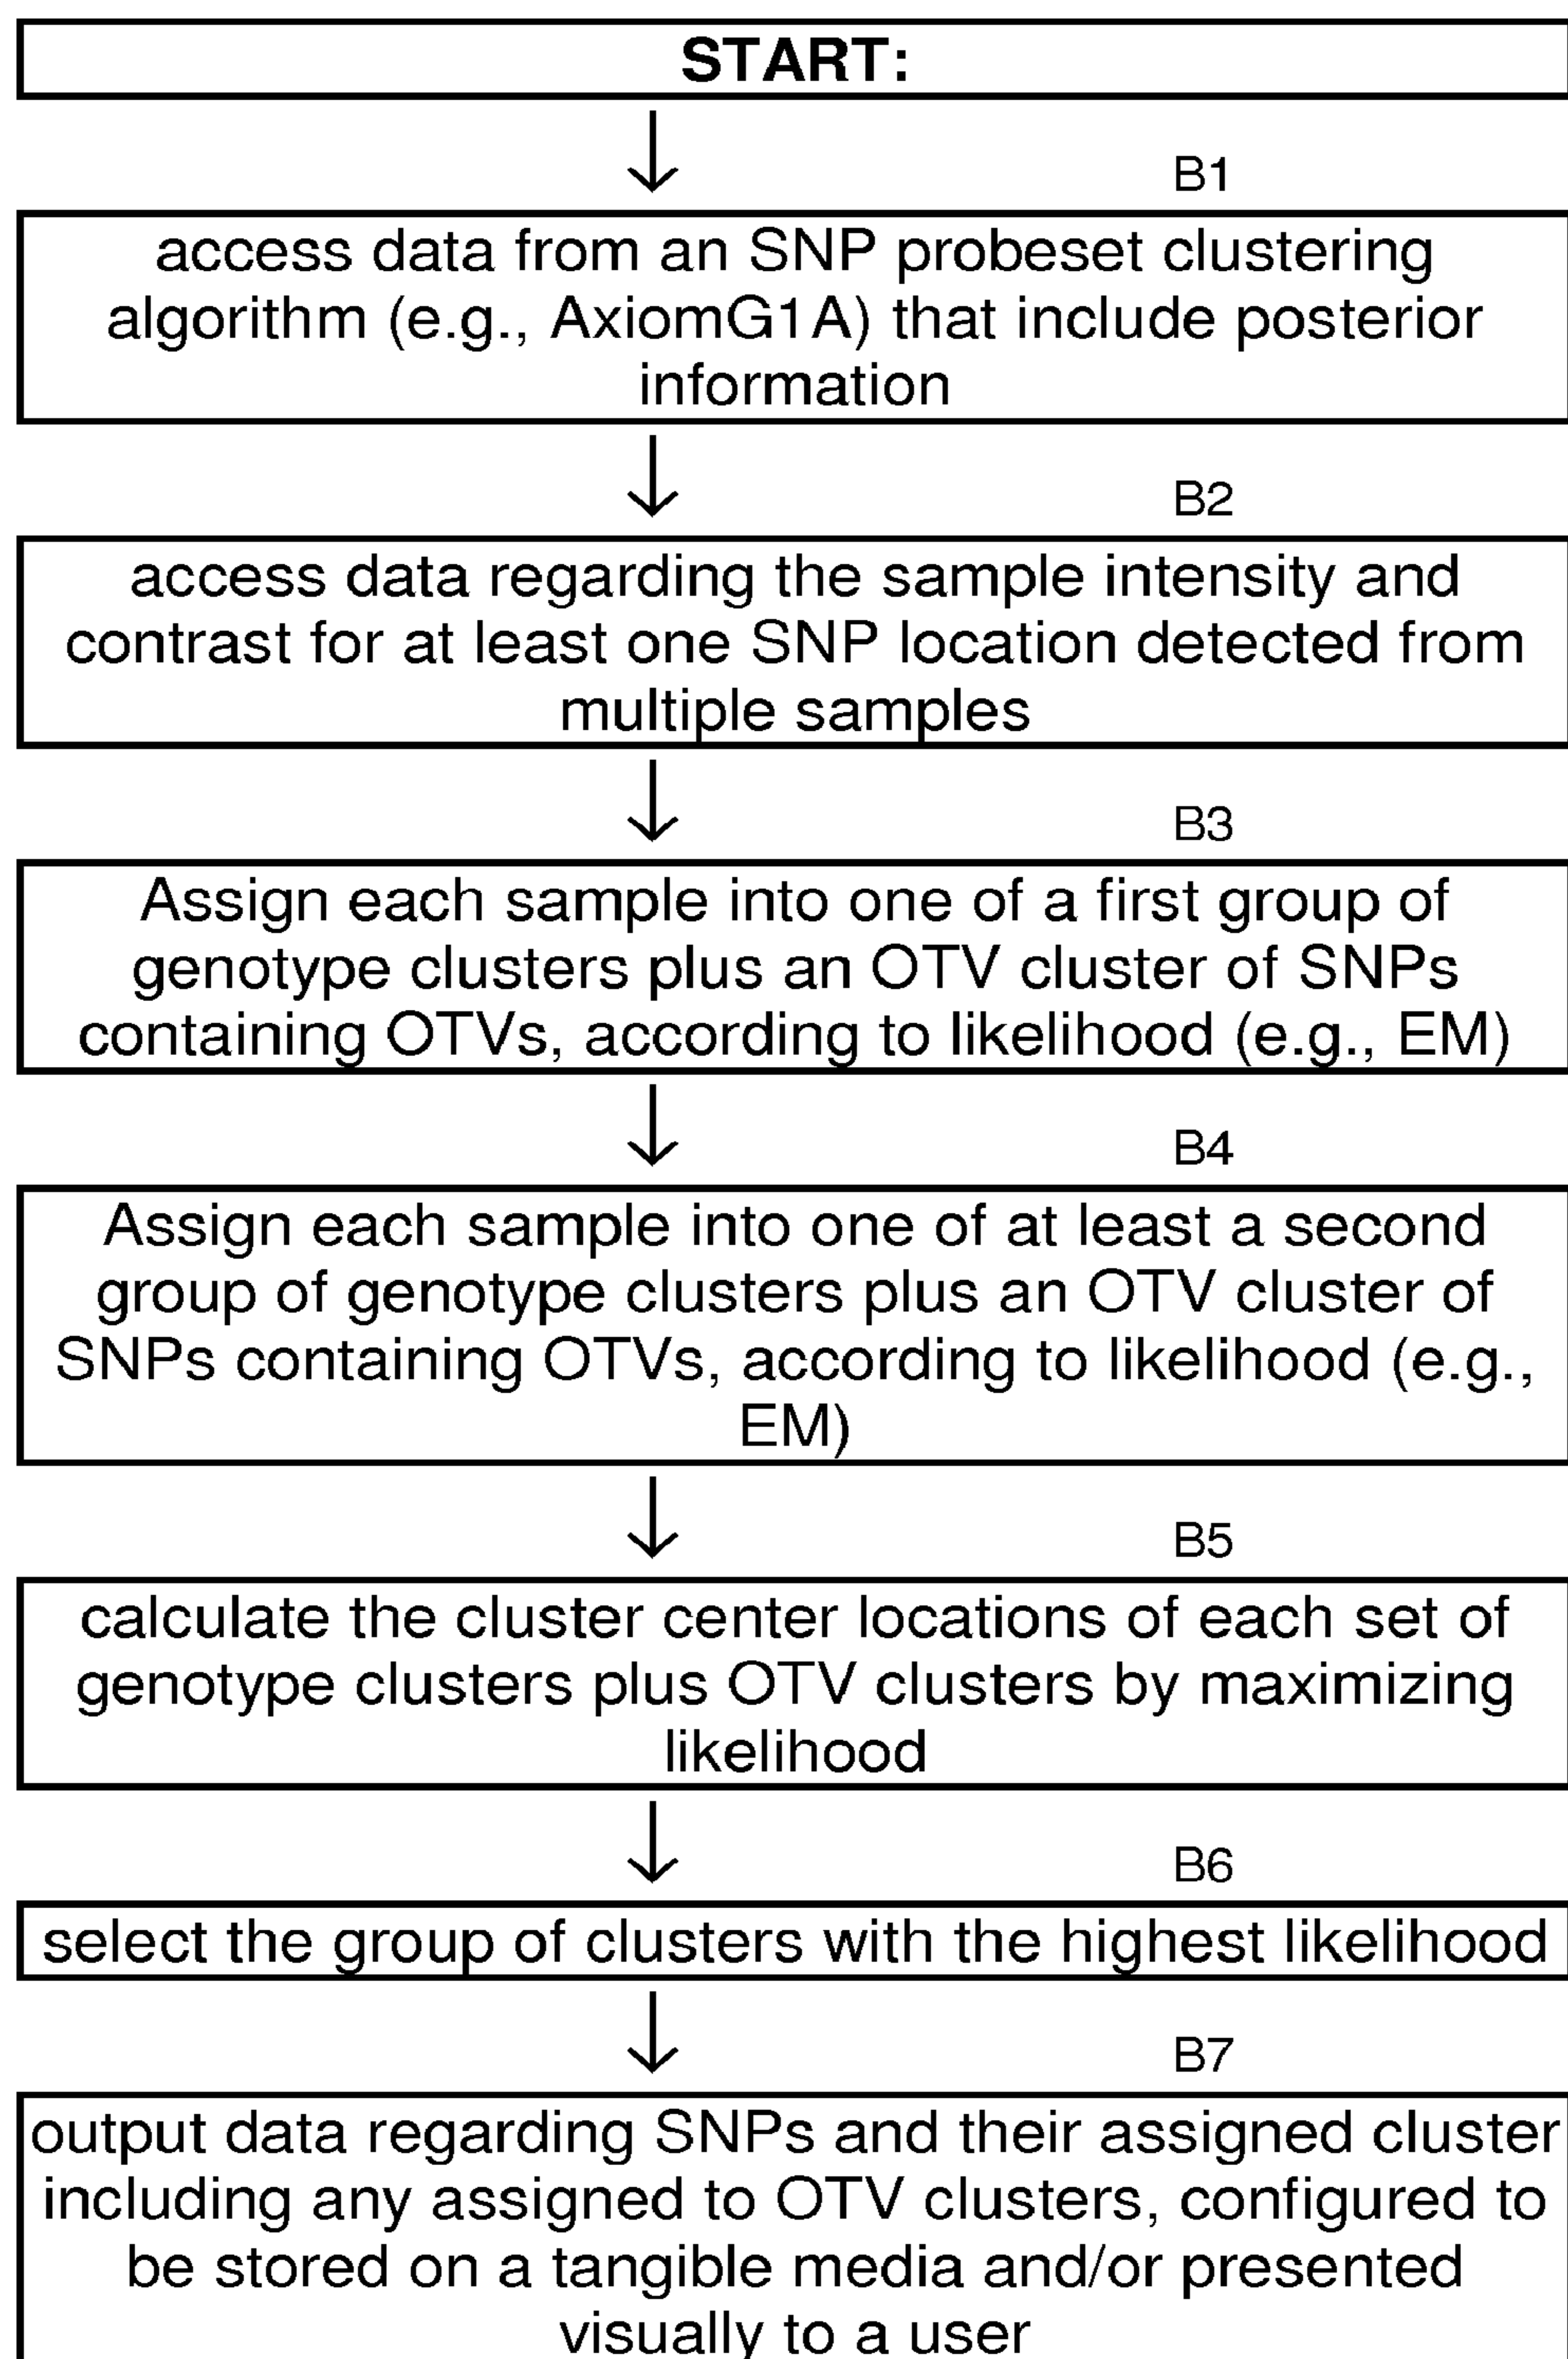 START:
B1
access data from an SNP probeset clustering
algorithm (e.g., AxiomG1A) that include posterior
information
B2
access data regarding the sample intensity and
contrast for at least one SNP location detected from
multiple samples
B3
Assign each sample into one of a first group of
genotype clusters plus an OTV cluster of SNPs
containing OTVs, according to likelihood (e.g., EM)
B4
Assign each sample into one of at least a second
group of genotype clusters plus an OTV cluster of
SNPs containing OTVs, according to likelihood (e.g.,
EM)
B5
calculate the cluster center locations of each set of
genotype clusters plus OTV clusters by maximizing
likelihood
B6
select the group of clusters with the highest likelihood
B7
output data regarding SNPs and their assigned cluster
including any assigned to OTV clusters, configured to
be stored on a tangible media and/or presented
visually to a user